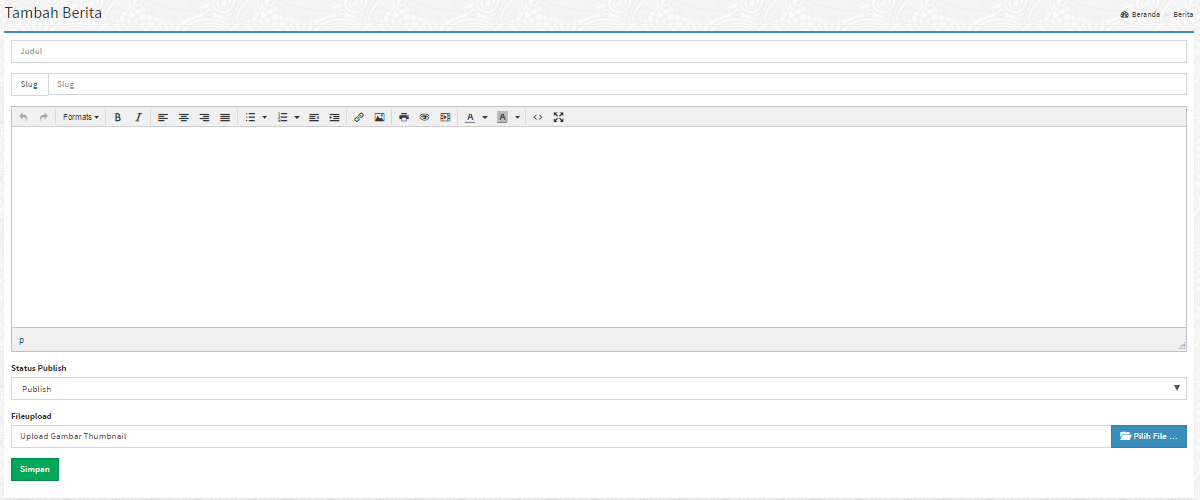 Tambah Berita
Beranda > Berita
Judul
Slug Slug
Formats B I A A
p
Status Publish
Publish
Fileupload
Upload Gambar Thumbnail Pilih File ...
Simpan